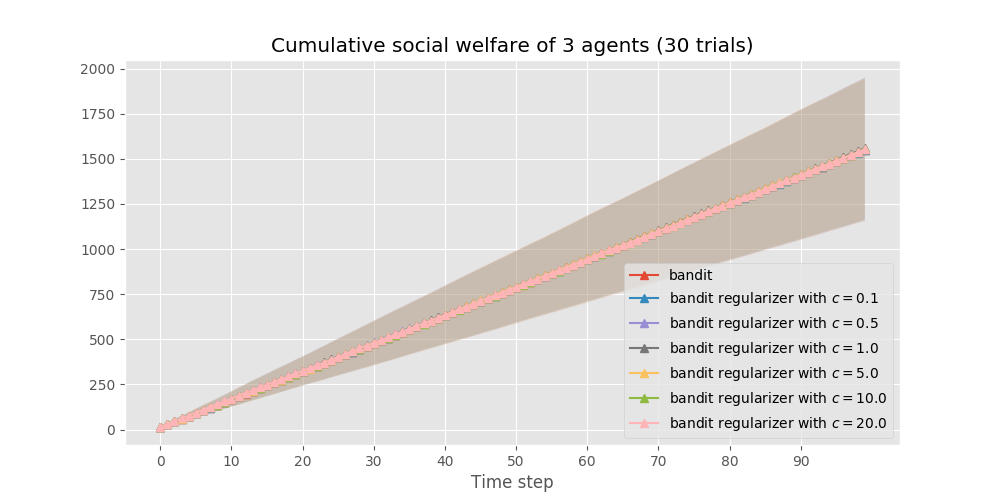 Cumulative social welfare of 3 agents (30 trials)
2000
1750
1500
1250
1000
750
500
250
0
bandit
bandit regularizer with c = 0.1
bandit regularizer with c = 0.5
bandit regularizer with c = 1.0
bandit regularizer with c = 5.0
bandit regularizer with c = 10.0
bandit regularizer with c = 20.0
0 10 20 30 40 50 60 70 80 90
Time step